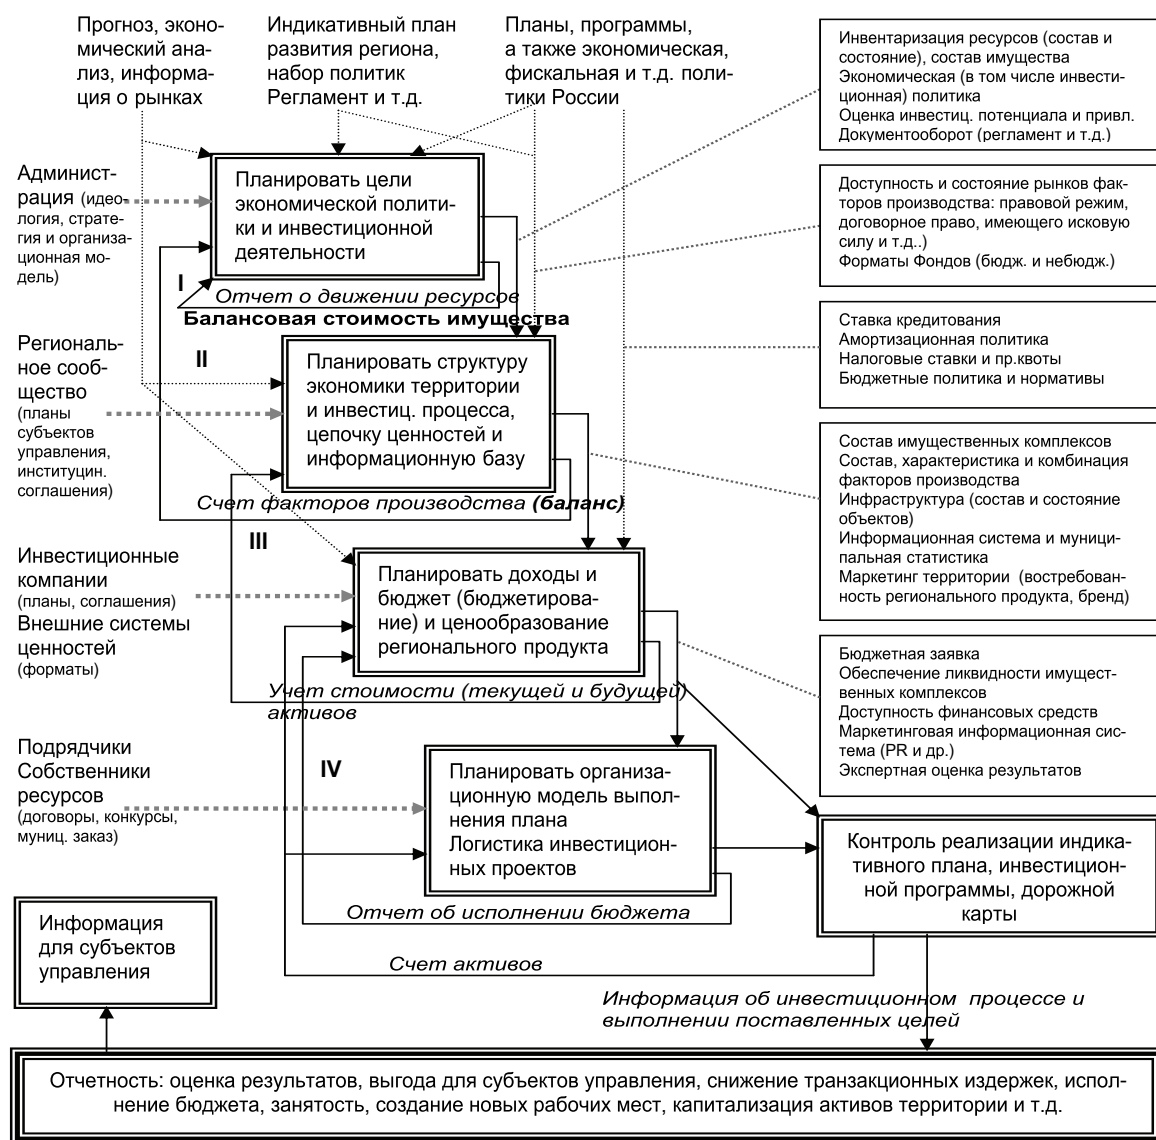 Прогноз, эконо-
мический ана-
лиз, информа-
ция о рынках
Индикативный план
развития региона,
набор политик
Регламент и т.д.
Планы, программы,
а также экономическая,
фискальная и т.д. поли-
тики России
Инвентаризация ресурсов (состав и
состояние), состав имущества
Экономическая (в том числе инвести-
ционная) политика
Оценка инвестиц. потенциала и привл.
Документооборот (регламент и т.д.)
Админист-
рация (идео-
логия, страте-
гия и организа-
ционная мо-
дель)
Планировать цели
экономической полити-
ки и инвестиционной
деятельности
Доступность и состояние рынков фак-
торов производства: правовой режим,
договорное право, имеющего исковую
силу и т.д..)
Форматы Фондов (бюдж. и небюдж.)
I
Отчет о движении ресурсов
Балансовая стоимость имущества
Ставка кредитования
Амортизационная политика
Налоговые ставки и пр.квоты
Бюджетные политика и нормативы
Региональ-
ное сооб-
щество
(планы
субъектов
управления,
институцин.
соглашения)
II
Планировать структуру
экономики территории
и инвестиц. процесса,
цепочку ценностей и
информационную базу
Счет факторов производства (баланс)
Состав имущественных комплексов
Состав, характеристика и комбинация
факторов производства
Инфраструктура (состав и состояние
объектов)
Информационная система и муници-
пальная статистика
Маркетинг территории (востребован-
ность регионального продукта, бренд)
III
Инвестиционные
компании
(планы, соглашения)
Внешние системы
ценностей
(форматы)
Планировать доходы и
бюджет (бюджетирова-
ние) и ценообразование
регионального продукта
Учет стоимости (текущей и будущей)
активов
Бюджетная заявка
Обеспечение ликвидности имущест-
венных комплексов
Доступность финансовых средств
Маркетинговая информационная сис-
тема (PR и др.)
Экспертная оценка результатов
Подрядчики
Собственники
ресурсов
(договоры, конкурсы,
муниц. заказ)
IV
Планировать организа-
ционную модель выпол-
нения плана
Логистика инвестицион-
ных проектов
Отчет об исполнении бюджета
Контроль реализации индика-
тивного плана, инвестицион-
ной программы, дорожной
карты
Информация
для субъектов
управления
Счет активов
Информация об инвестиционном процессе и
выполнении поставленных целей
Отчетность: оценка результатов, выгода для субъектов управления, снижение транзакционных издержек, испол-
нение бюджета, занятость, создание новых рабочих мест, капитализация активов территории и т.д.